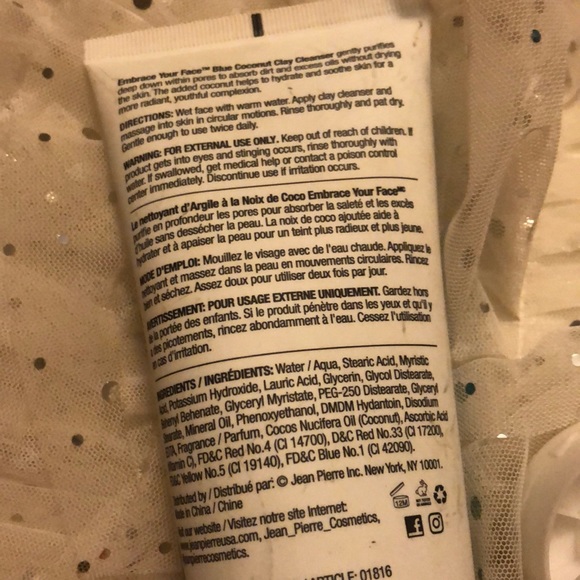 Embrace Your Face™ Blue Coconut Clay Cleanser gently purifies
deep down within pores to absorb dirt and excess oils without drying
the skin. The added coconut helps to hydrate and soothe skin for a
more radiant, youthful complexion.
DIRECTIONS: Wet face with warm water. Apply clay cleanser and
massage into skin in circular motions. Rinse thoroughly and pat dry.
Gentle enough to use twice daily.
WARNING: FOR EXTERNAL USE ONLY. Keep out of reach of children. If
product gets into eyes and stinging occurs, rinse thoroughly with
water. If swallowed, get medical help or contact a poison control
center immediately. Discontinue use if irritation occurs.
Le nettoyant d'Argile à la Noix de Coco Embrace Your Face™
purifie en profondeur les pores pour absorber la saleté et les excès
d'huile sans dessécher la peau. La noix de coco ajoutée aide à
hydrater et à apaiser la peau pour un teint plus radieux et plus jeune.
MODE D'EMPLOI: Mouillez le visage avec de l'eau chaude. Appliquez le
nettoyant et massez dans la peau en mouvements circulaires. Rincez
bien et séchez. Assez doux pour utiliser deux fois par jour.
AVERTISSEMENT: POUR USAGE EXTERNE UNIQUEMENT. Gardez hors
de la portée des enfants. Si le produit pénètre dans les yeux et qu'il y
a des picotements, rincez abondamment à l'eau. Cessez l'utilisation
en cas d'irritation.
INGREDIENTS / INGRÉDIENTS: Water / Aqua, Stearic Acid, Myristic
Acid, Potassium Hydroxide, Lauric Acid, Glycerin, Glycol Distearate,
Behenate, Glyceryl Myristate, PEG-250 Distearate, Glyceryl
Stearate, Mineral Oil, Phenoxyethanol, DMDM Hydantoin, Disodium
EDTA, Fragrance / Parfum, Cocos Nucifera Oil (Coconut), Ascorbic Acid
(Vitamin C), FD&C Red No.4 (CI 14700), D&C Red No.33 (CI 17200),
FD&C Yellow No.5 (CI 19140), FD&C Blue No.1 (CI 42090).
Distributed by / Distribué par: © Jean Pierre Inc. New York, NY 10001.
Made in China / Chine
Visit our website / Visitez notre site Internet:
www.jeanpierreusa.com, Jean_Pierre_Cosmetics,
jeanpierrecosmetics.
12M
ARTICLE: 01816